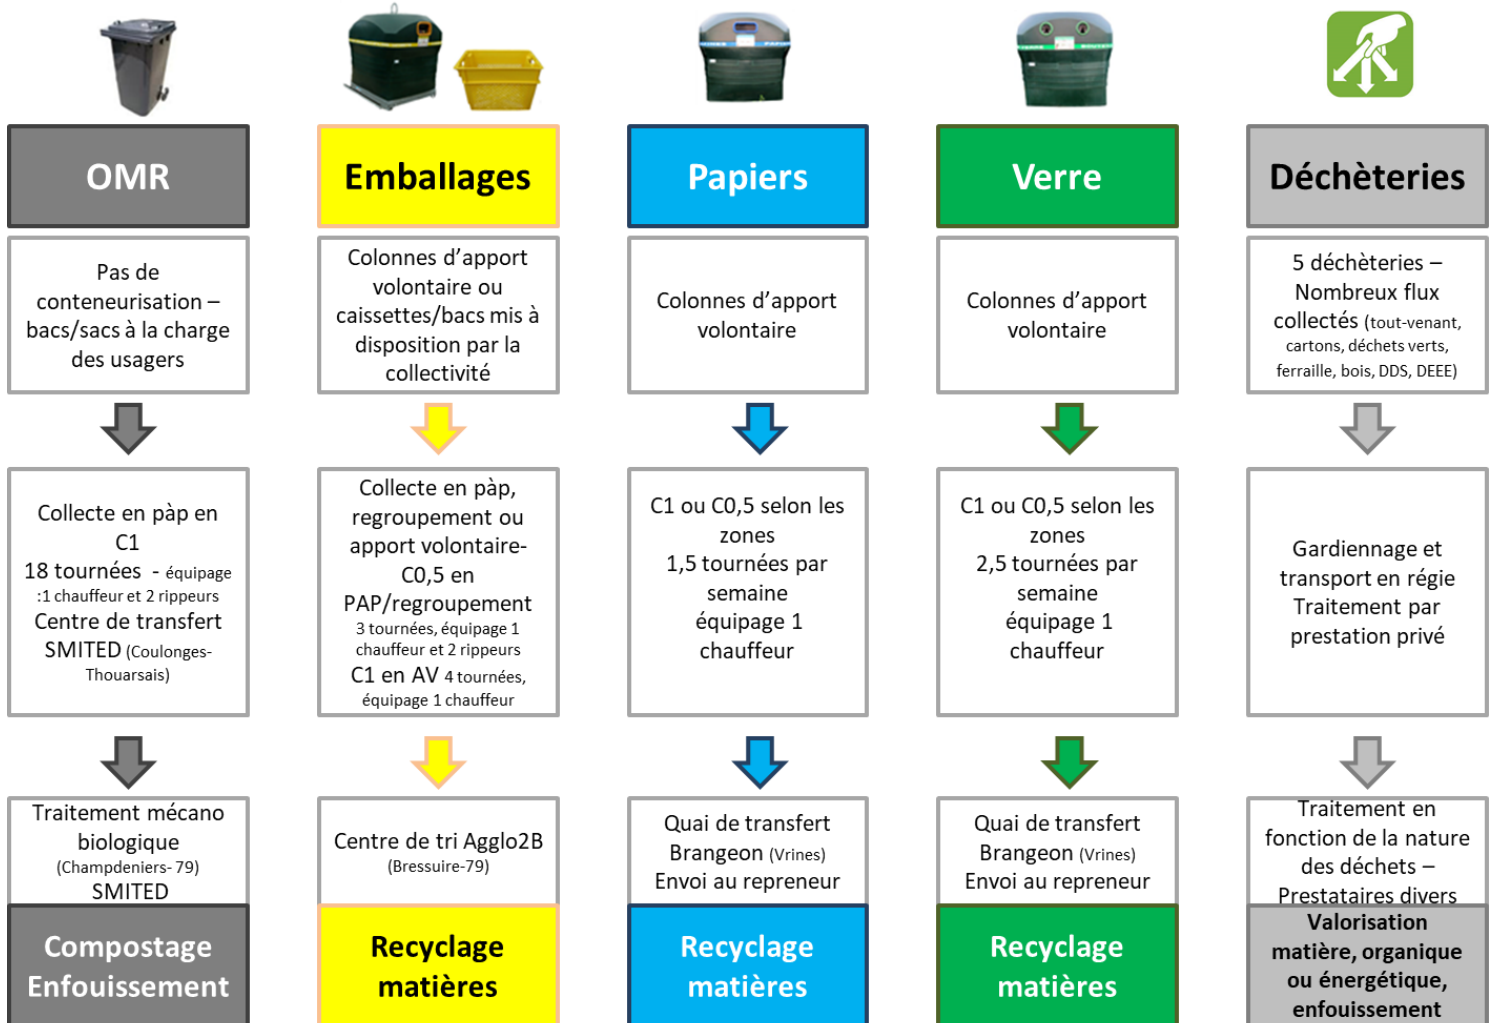 OMR
Pas de
conteneurisation –
bacs/sacs à la charge
des usagers
Collecte en pàp en
C1
18 tournées - équipage
:1 chauffeur et 2 rippeurs
Centre de transfert
SMITED (Coulonges-
Thouarsais)
Traitement mécano
biologique
(Champdeniers- 79)
SMITED
Compostage
Enfouissement
Emballages
Colonnes d’apport
volontaire ou
caissettes/bacs mis à
disposition par la
collectivité
Collecte en pàp,
regroupement ou
apport volontaire-
C0,5 en
PAP/regroupement
3 tournées, équipage 1
chauffeur et 2 rippeurs
C1 en AV 4 tournées,
équipage 1 chauffeur
Centre de tri Agglo2B
(Bressuire-79)
Recyclage
matières
Papiers
Colonnes d’apport
volontaire
C1 ou C0,5 selon les
zones
1,5 tournées par
semaine
équipage 1
chauffeur
Quai de transfert
Brangeon (Vrines)
Envoi au repreneur
Recyclage
matières
Verre
Colonnes d’apport
volontaire
C1 ou C0,5 selon les
zones
2,5 tournées par
semaine
équipage 1
chauffeur
Quai de transfert
Brangeon (Vrines)
Envoi au repreneur
Recyclage
matières
Déchèteries
5 déchèteries –
Nombreux flux
collectés (tout-venant,
cartons, déchets verts,
ferraille, bois, DDS, DEEE)
Gardiennage et
transport en régie
Traitement par
prestation privé
Traitement en
fonction de la nature
des déchets –
Prestataires divers
Valorisation
matière, organique
ou énergétique,
enfouissement